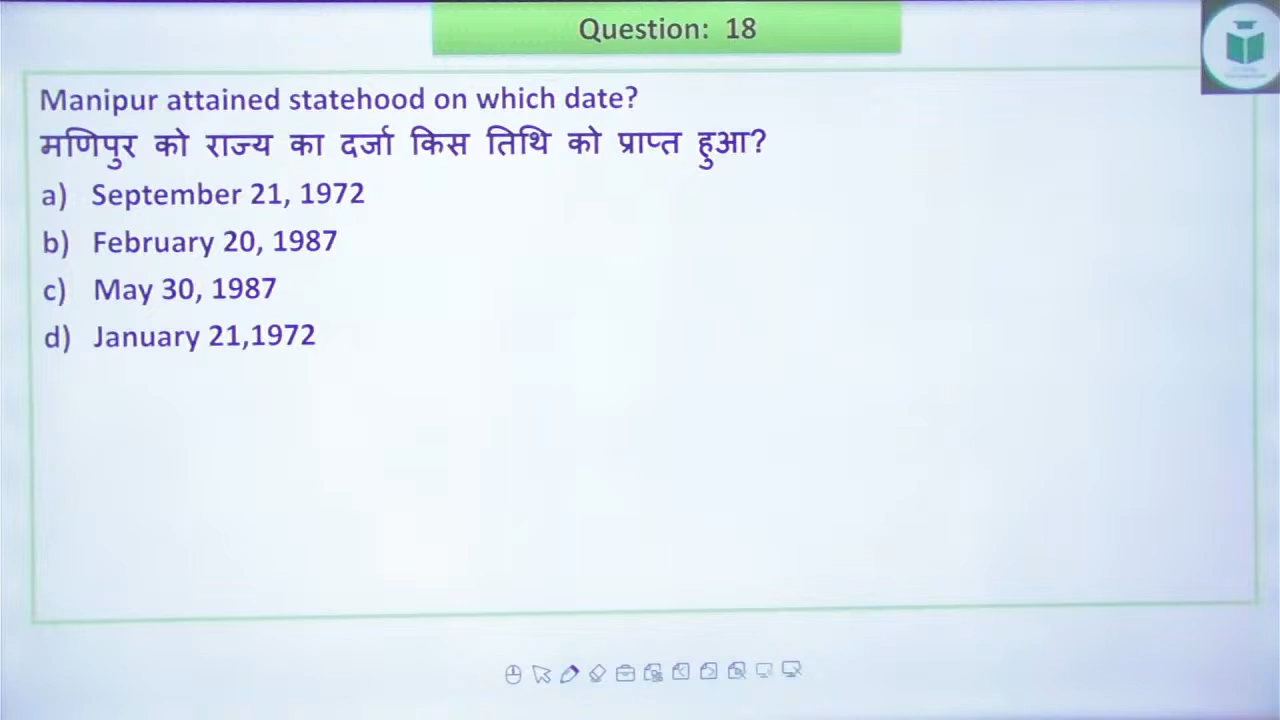 Question: 18
Manipur attained statehood on which date?
मणिपुर को राज्य का दर्जा किस तिथि को प्राप्त हुआ?
a) September 21, 1972
b) February 20, 1987
c) May 30, 1987
d) January 21,1972